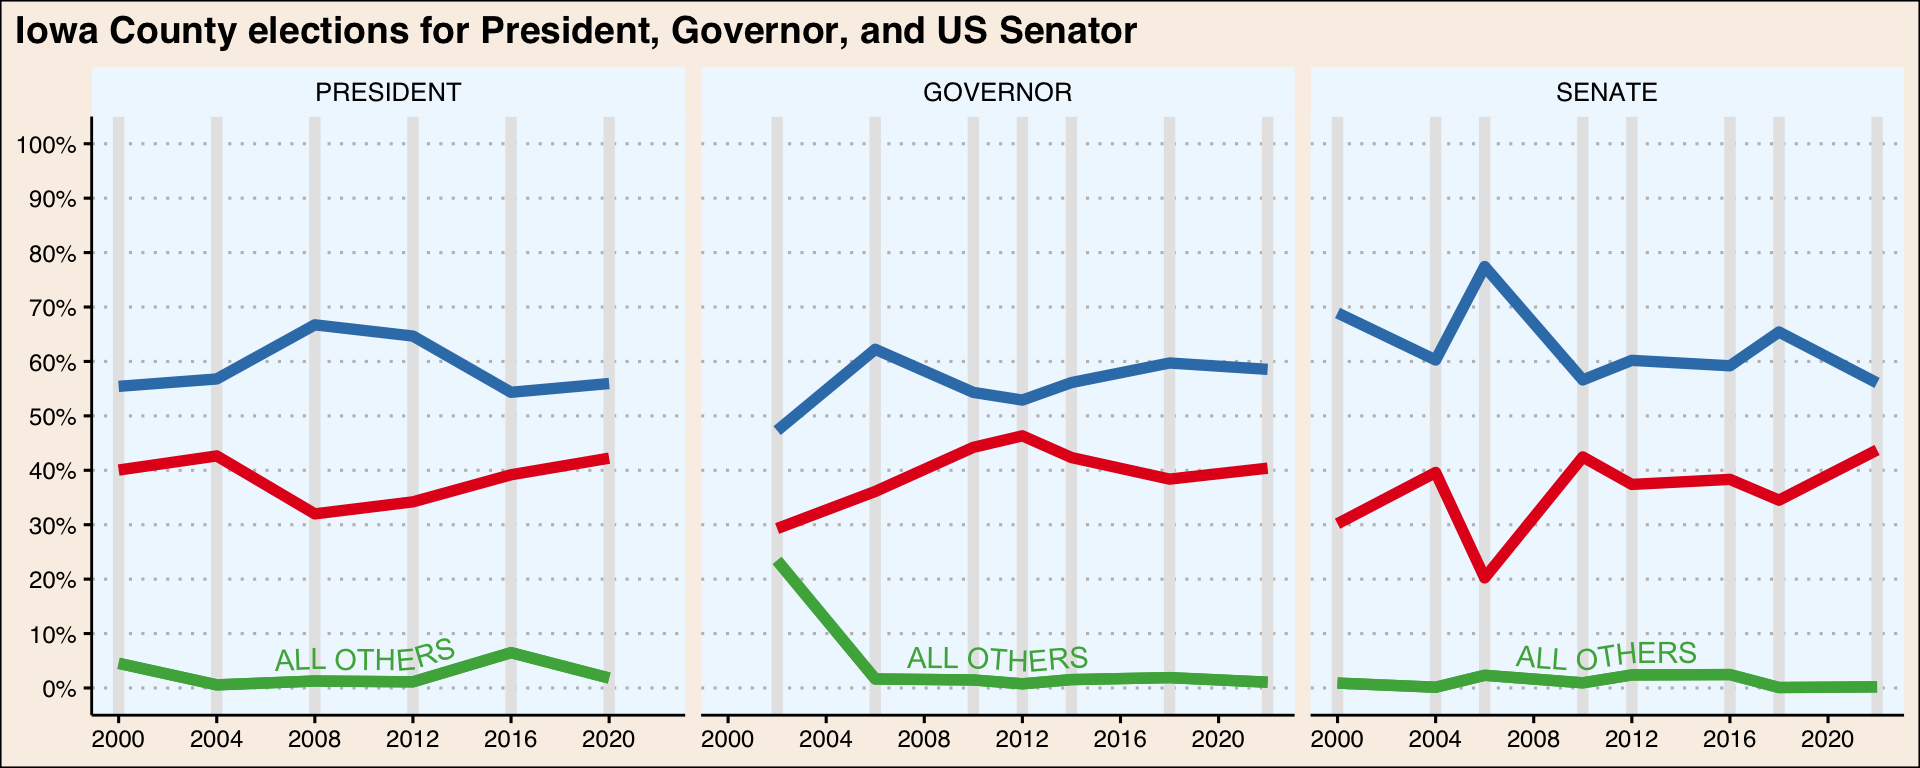 Iowa County elections for President, Governor, and US Senator
PRESIDENT
GOVERNOR
SENATE
100%
90%
80%
70%
60%
50%
40%
30%
20%
10%
0%
ALL OTHERS
ALL OTHERS
ALL OTHERS
2000 2004 2008 2012 2016 2020
2000 2004 2008 2012 2016 2020
2000 2004 2008 2012 2016 2020